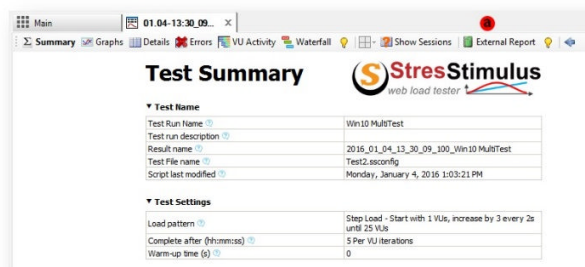 Main
01.04-13:30_09... X
a
Σ Summary Graphs Details Errors VU Activity Waterfall Show Sessions External Report
Test Summary
StresStimulus
web load tester
▼ Test Name
Test Run Name Win10 MultiTest
Test run description
Result name 2016_01_04_13_30_09_100_Win10 MultiTest
Test File name Test2.ssconfig
Script last modified Monday, January 4, 2016 1:03:21 PM
▼ Test Settings
Load pattern Step Load - Start with 1 VUs, increase by 3 every 2s
until 25 VUs
Complete after (hh:mm:ss) 5 Per VU iterations
Warm-up time (s) 0